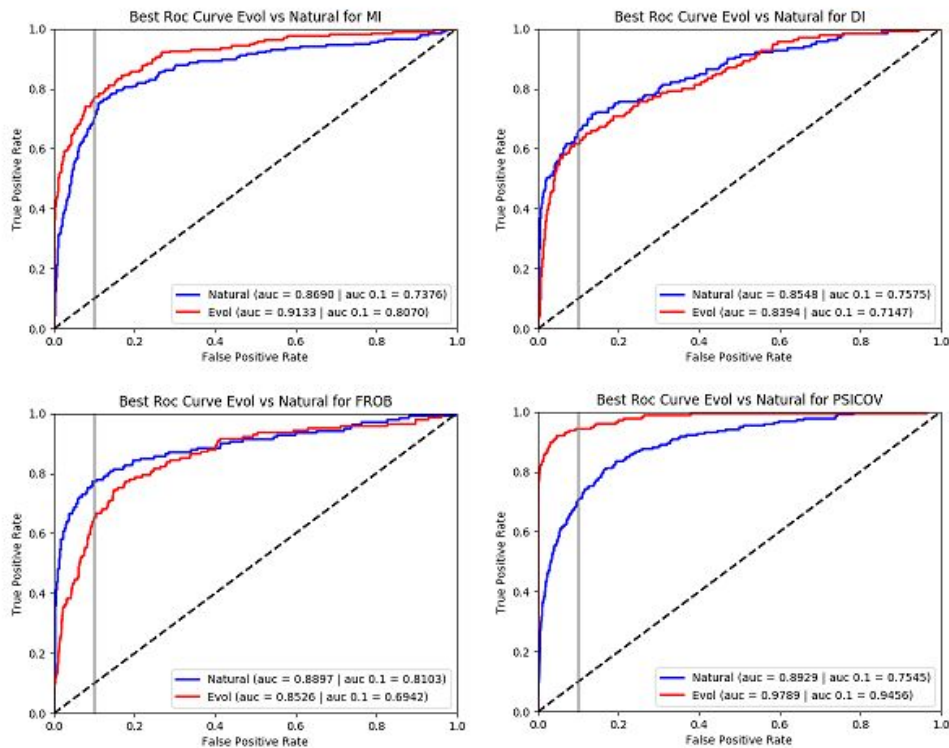 Best Roc Curve Evol vs Natural for MI
1.0
0.8
0.6
0.4
0.2
0.0
True Positive Rate
Natural (auc = 0.8690 | auc 0.1 = 0.7376)
Evol (auc = 0.9133 | auc 0.1 = 0.8070)
0.0 0.2 0.4 0.6 0.8 1.0
False Positive Rate
Best Roc Curve Evol vs Natural for DI
1.0
0.8
0.6
0.4
0.2
0.0
True Positive Rate
Natural (auc = 0.8548 | auc 0.1 = 0.7575)
Evol (auc = 0.8394 | auc 0.1 = 0.7147)
0.0 0.2 0.4 0.6 0.8 1.0
False Positive Rate
Best Roc Curve Evol vs Natural for FROB
1.0
0.8
0.6
0.4
0.2
0.0
True Positive Rate
Natural (auc = 0.8897 | auc 0.1 = 0.8103)
Evol (auc = 0.8526 | auc 0.1 = 0.6942)
0.0 0.2 0.4 0.6 0.8 1.0
False Positive Rate
Best Roc Curve Evol vs Natural for PSICOV
1.0
0.8
0.6
0.4
0.2
0.0
True Positive Rate
Natural (auc = 0.8929 | auc 0.1 = 0.7545)
Evol (auc = 0.9789 | auc 0.1 = 0.9456)
0.0 0.2 0.4 0.6 0.8 1.0
False Positive Rate